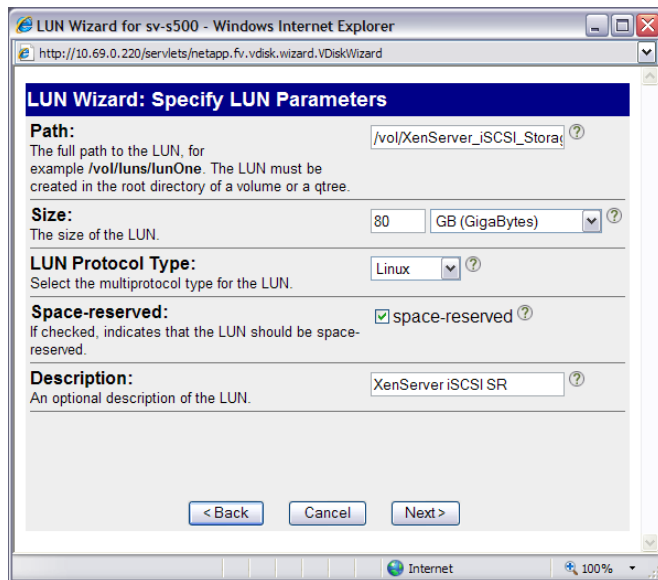 LUN Wizard for sv-s500 - Windows Internet Explorer
http://10.69.0.220/servlets/netapp.fv.vdisk.wizard.VDiskWizard
LUN Wizard: Specify LUN Parameters
Path:
The full path to the LUN, for
example /vol/luns/lunOne. The LUN must be
created in the root directory of a volume or a qtree.
/vol/XenServer_iSCSI_Storag
?
Size:
The size of the LUN.
80
GB (GigaBytes)
?
LUN Protocol Type:
Select the multiprotocol type for the LUN.
Linux
?
Space-reserved:
If checked, indicates that the LUN should be space-
reserved.
space-reserved ?
Description:
An optional description of the LUN.
XenServer iSCSI SR
?
< Back
Cancel
Next >
Internet
100%